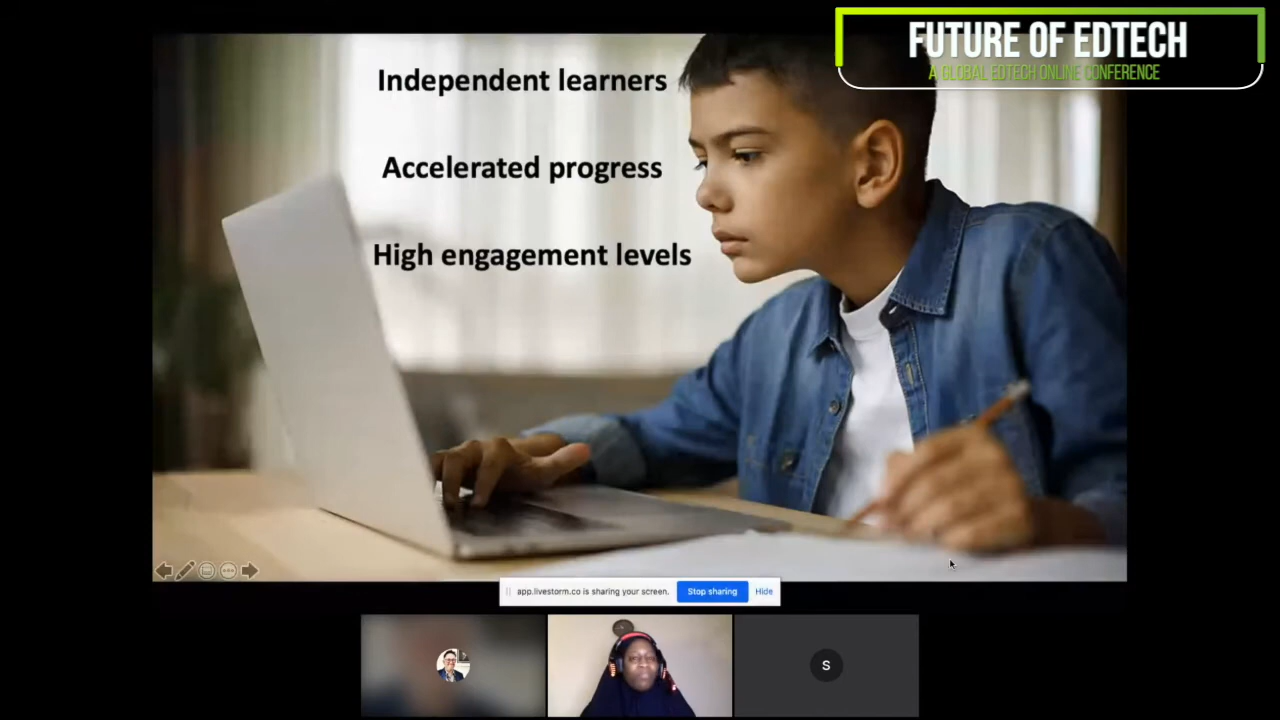 FUTURE OF EDTECH
A GLOBAL EDTECH ONLINE CONFERENCE
Independent learners
Accelerated progress
High engagement levels
app.livestorm.co is sharing your screen. Stop sharing Hide
S